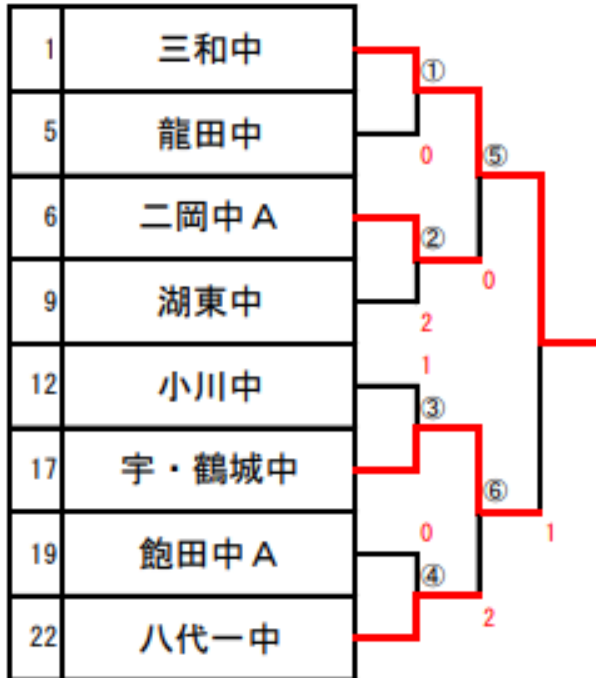 1 三和中
①
5 龍田中
0
⑤
6 二岡中A
②
0
9 湖東中
2
1
12 小川中
③
17 宇・鶴城中
⑥
0
1
19 飽田中A
④
2
22 八代一中